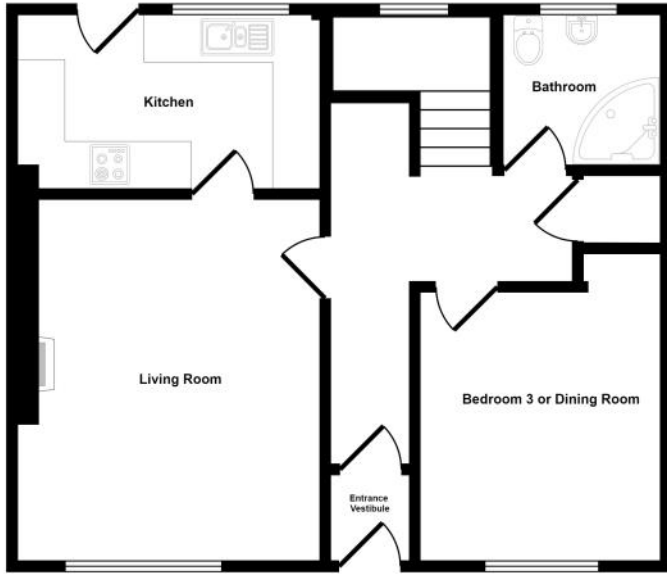 Kitchen
Bathroom
Living Room
Bedroom 3 or Dining Room
Entrance
Vestibule